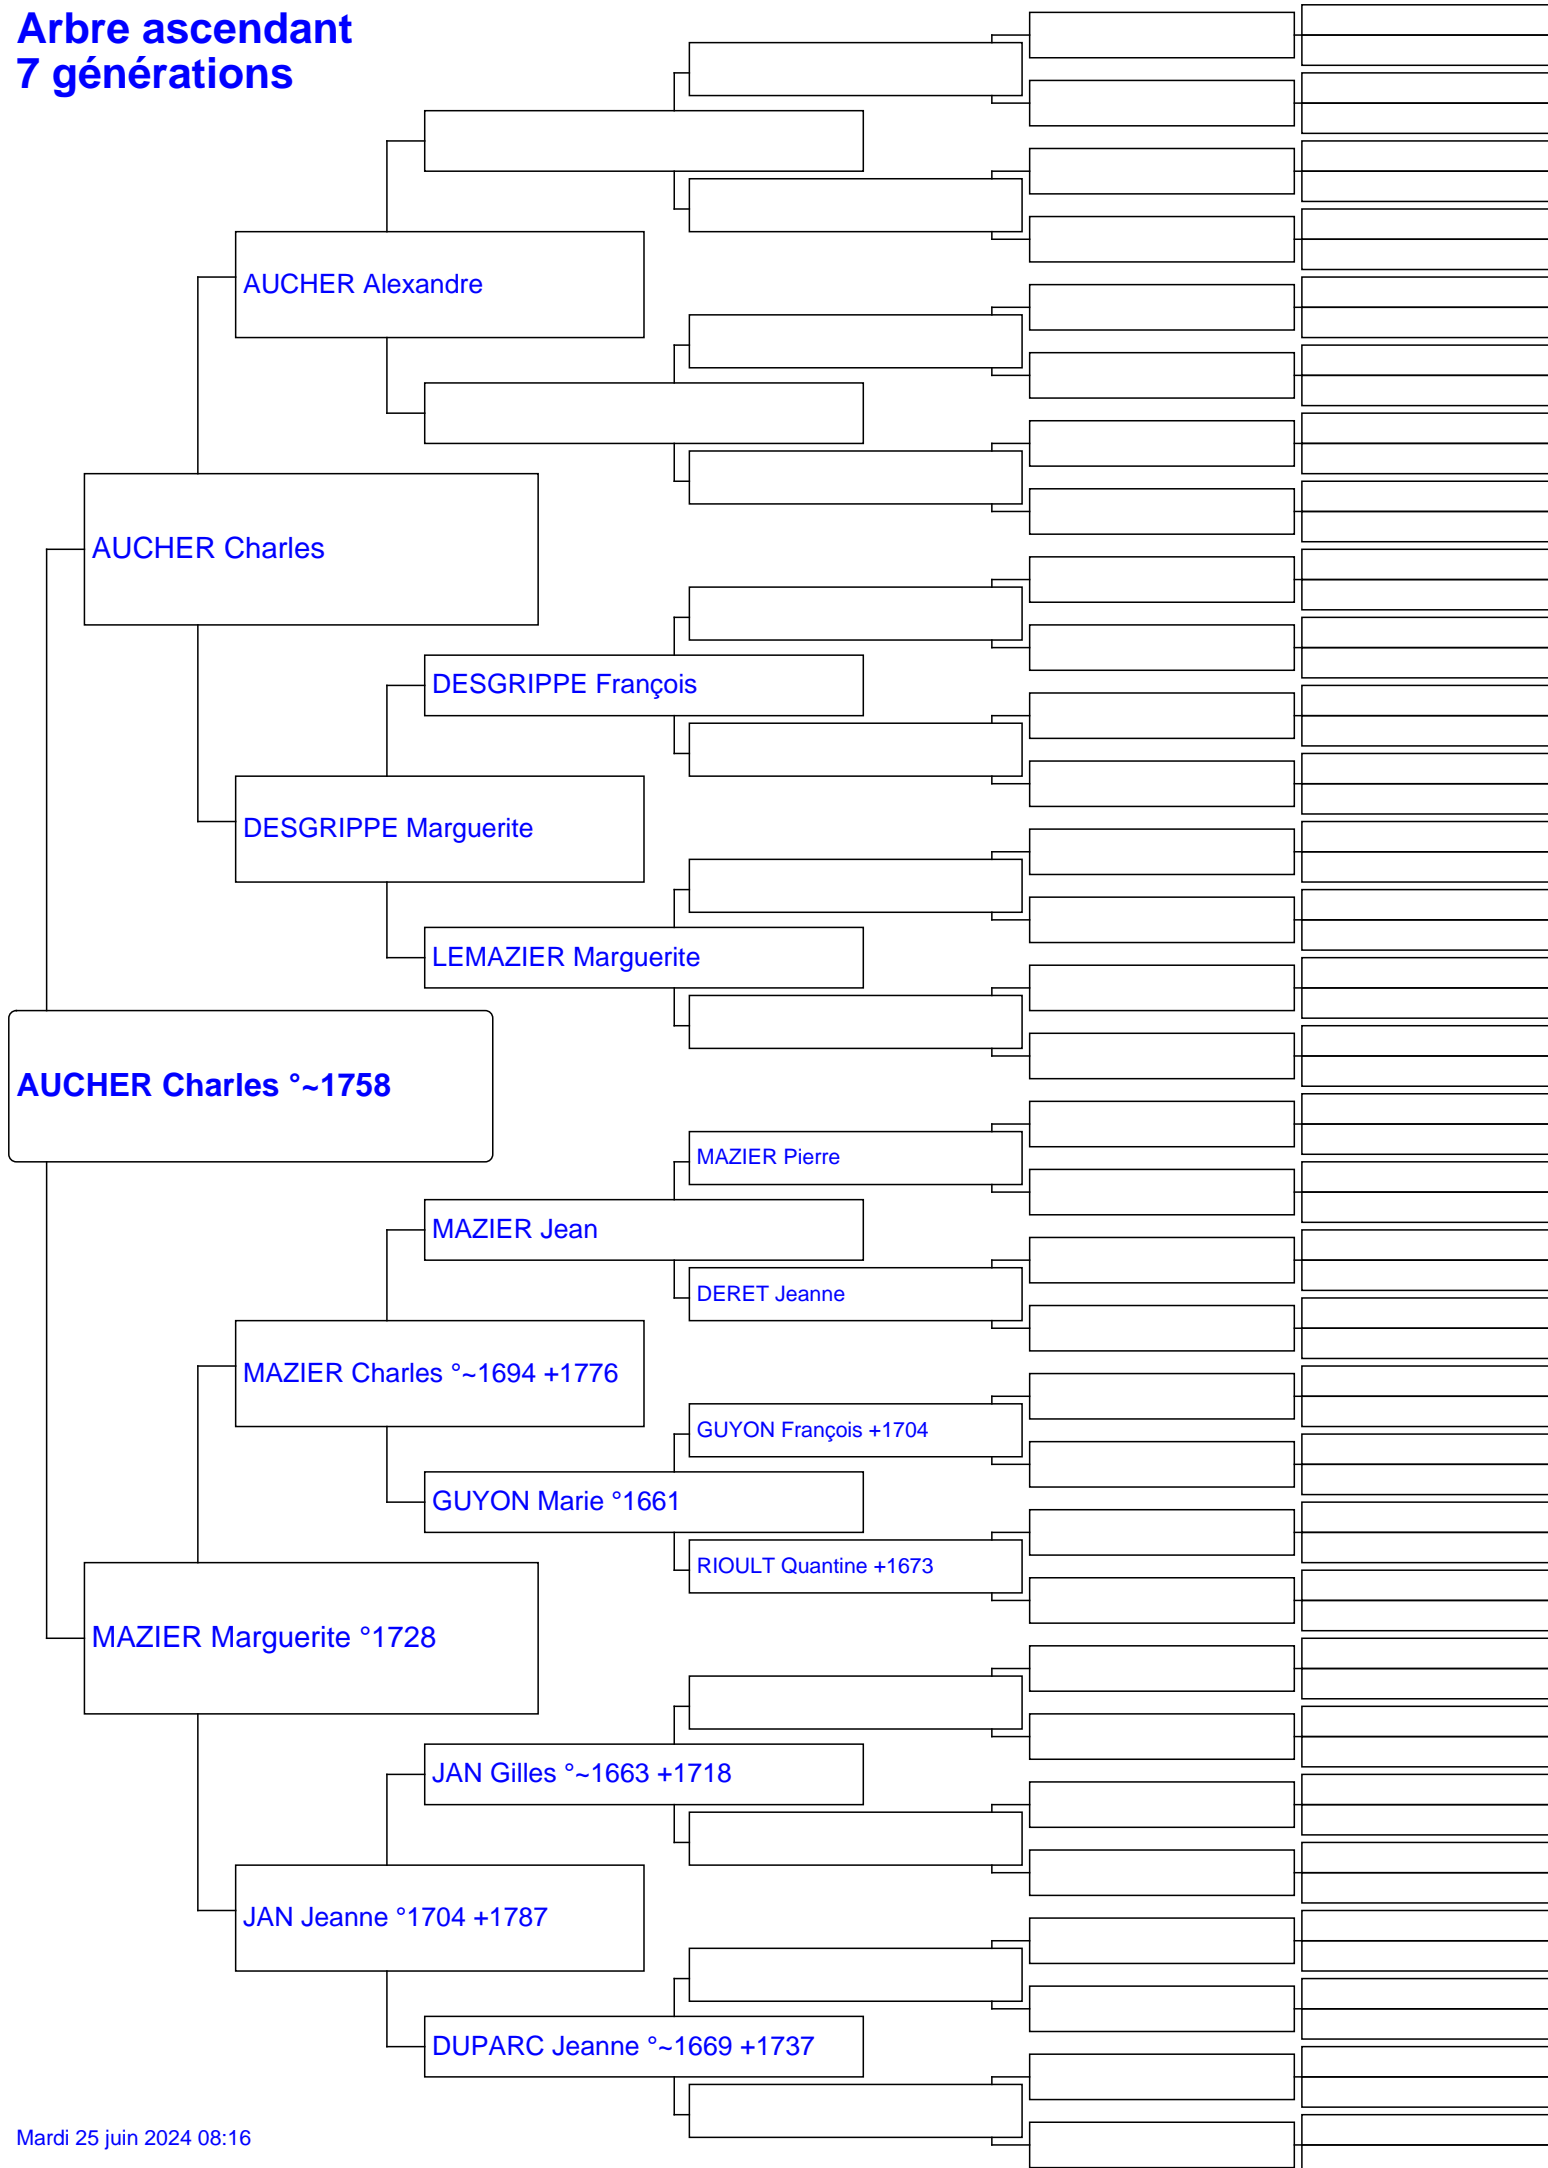 Arbre ascendant
7 générations
AUCHER Alexandre
AUCHER Charles
DESGRIPPE François
DESGRIPPE Marguerite
LEMAZIER Marguerite
AUCHER Charles °~1758
MAZIER Pierre
MAZIER Jean
DERET Jeanne
MAZIER Charles °~1694 +1776
GUYON François +1704
GUYON Marie °1661
RIOULT Quantine +1673
MAZIER Marguerite °1728
JAN Gilles °~1663 +1718
JAN Jeanne °1704 +1787
DUPARC Jeanne °~1669 +1737
Mardi 25 juin 2024 08:16